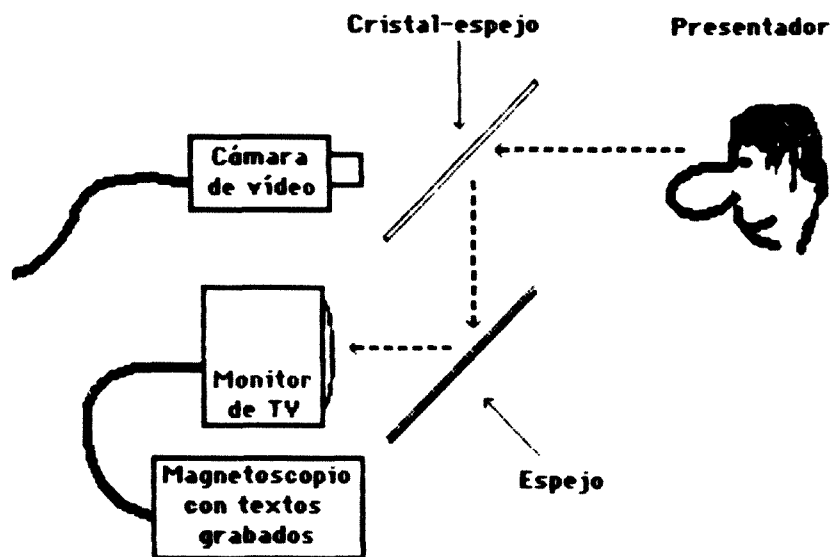 Cristal-espejo
Presentador
Cámara
de vídeo
Monitor
de TV
Espejo
Magnetoscopio
con textos
grabados